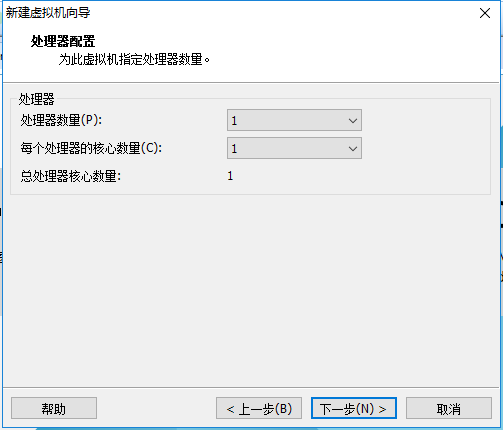 新建虚拟机向导
处理器配置
为此虚拟机指定处理器数量。
处理器
处理器数量(P): 1
每个处理器的核心数量(C): 1
总处理器核心数量: 1
帮助 < 上一步(B) 下一步(N) > 取消